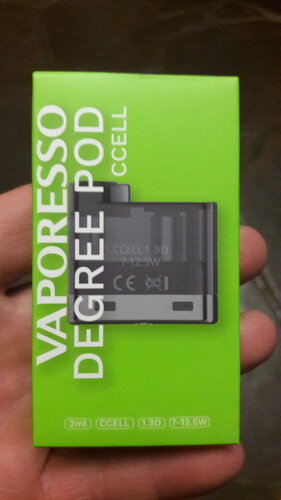 VAPORESSO
DEGREE POD
CCELL
CCELL 1.3Ω
7-12.5W
CE
2ml CCELL 1.3Ω 7-12.5W